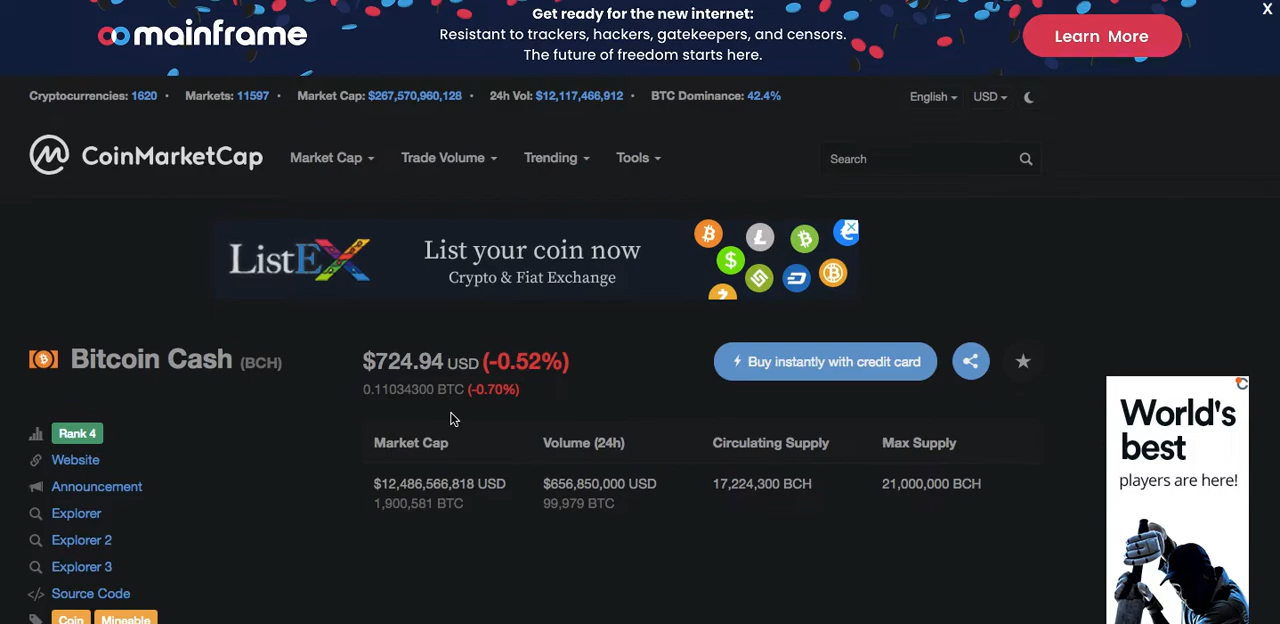 Get ready for the new internet:
mainframe
Resistant to trackers, hackers, gatekeepers, and censors.
Learn More
The future of freedom starts here.
X
Cryptocurrencies: 1620 • Markets: 11597 • Market Cap: $267,570,960,128 • 24h Vol: $12,117,466,912 • BTC Dominance: 42.4%
English USD
CoinMarketCap
Market Cap Trade Volume Trending Tools
Search
ListEX
List your coin now
Crypto & Fiat Exchange
Bitcoin Cash (BCH)
$724.94 USD (-0.52%)
0.11034300 BTC (-0.70%)
Buy instantly with credit card
Rank 4
Website
Announcement
Explorer
Explorer 2
Explorer 3
Source Code
Coin Mineable
Market Cap Volume (24h) Circulating Supply Max Supply
$12,486,566,818 USD $656,850,000 USD 17,224,300 BCH 21,000,000 BCH
1,900,581 BTC 99,979 BTC
World's
best
players are here!